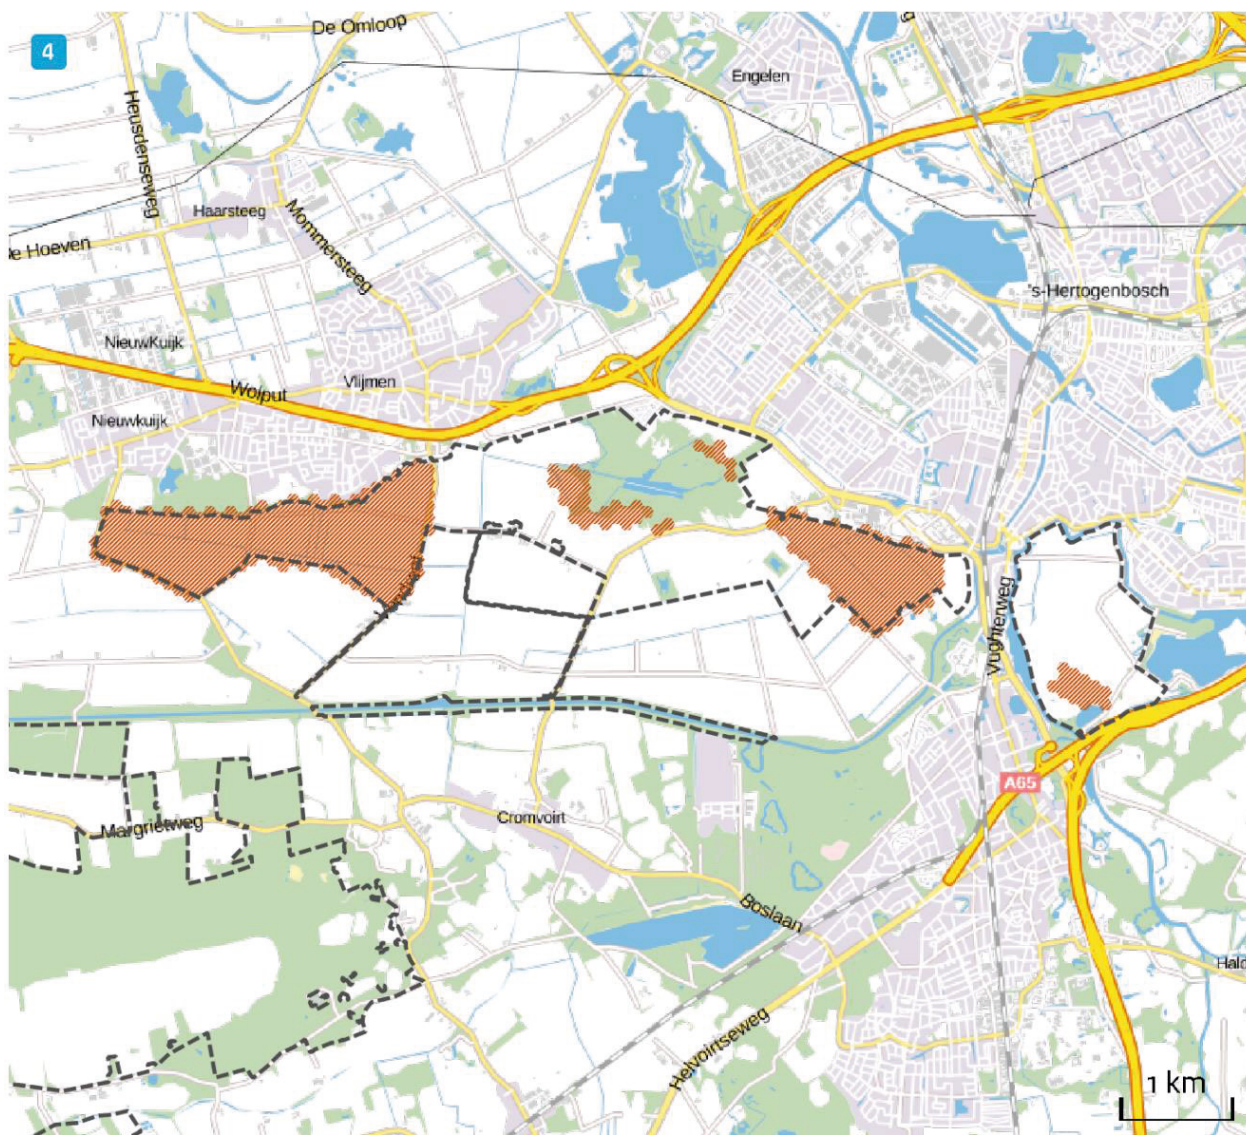 De Omloop
4
Engelen
Heusdenseweg
Haarsteeg
Mommersteeg
De Hoeven
's-Hertogenbosch
NieuwKuijk
Vlijmen
Wolput
Nieuwkuijk
Vughterweg
A65
Cromvoirt
Margrietweg
Boslaan
Helvoirtseweg
1 km